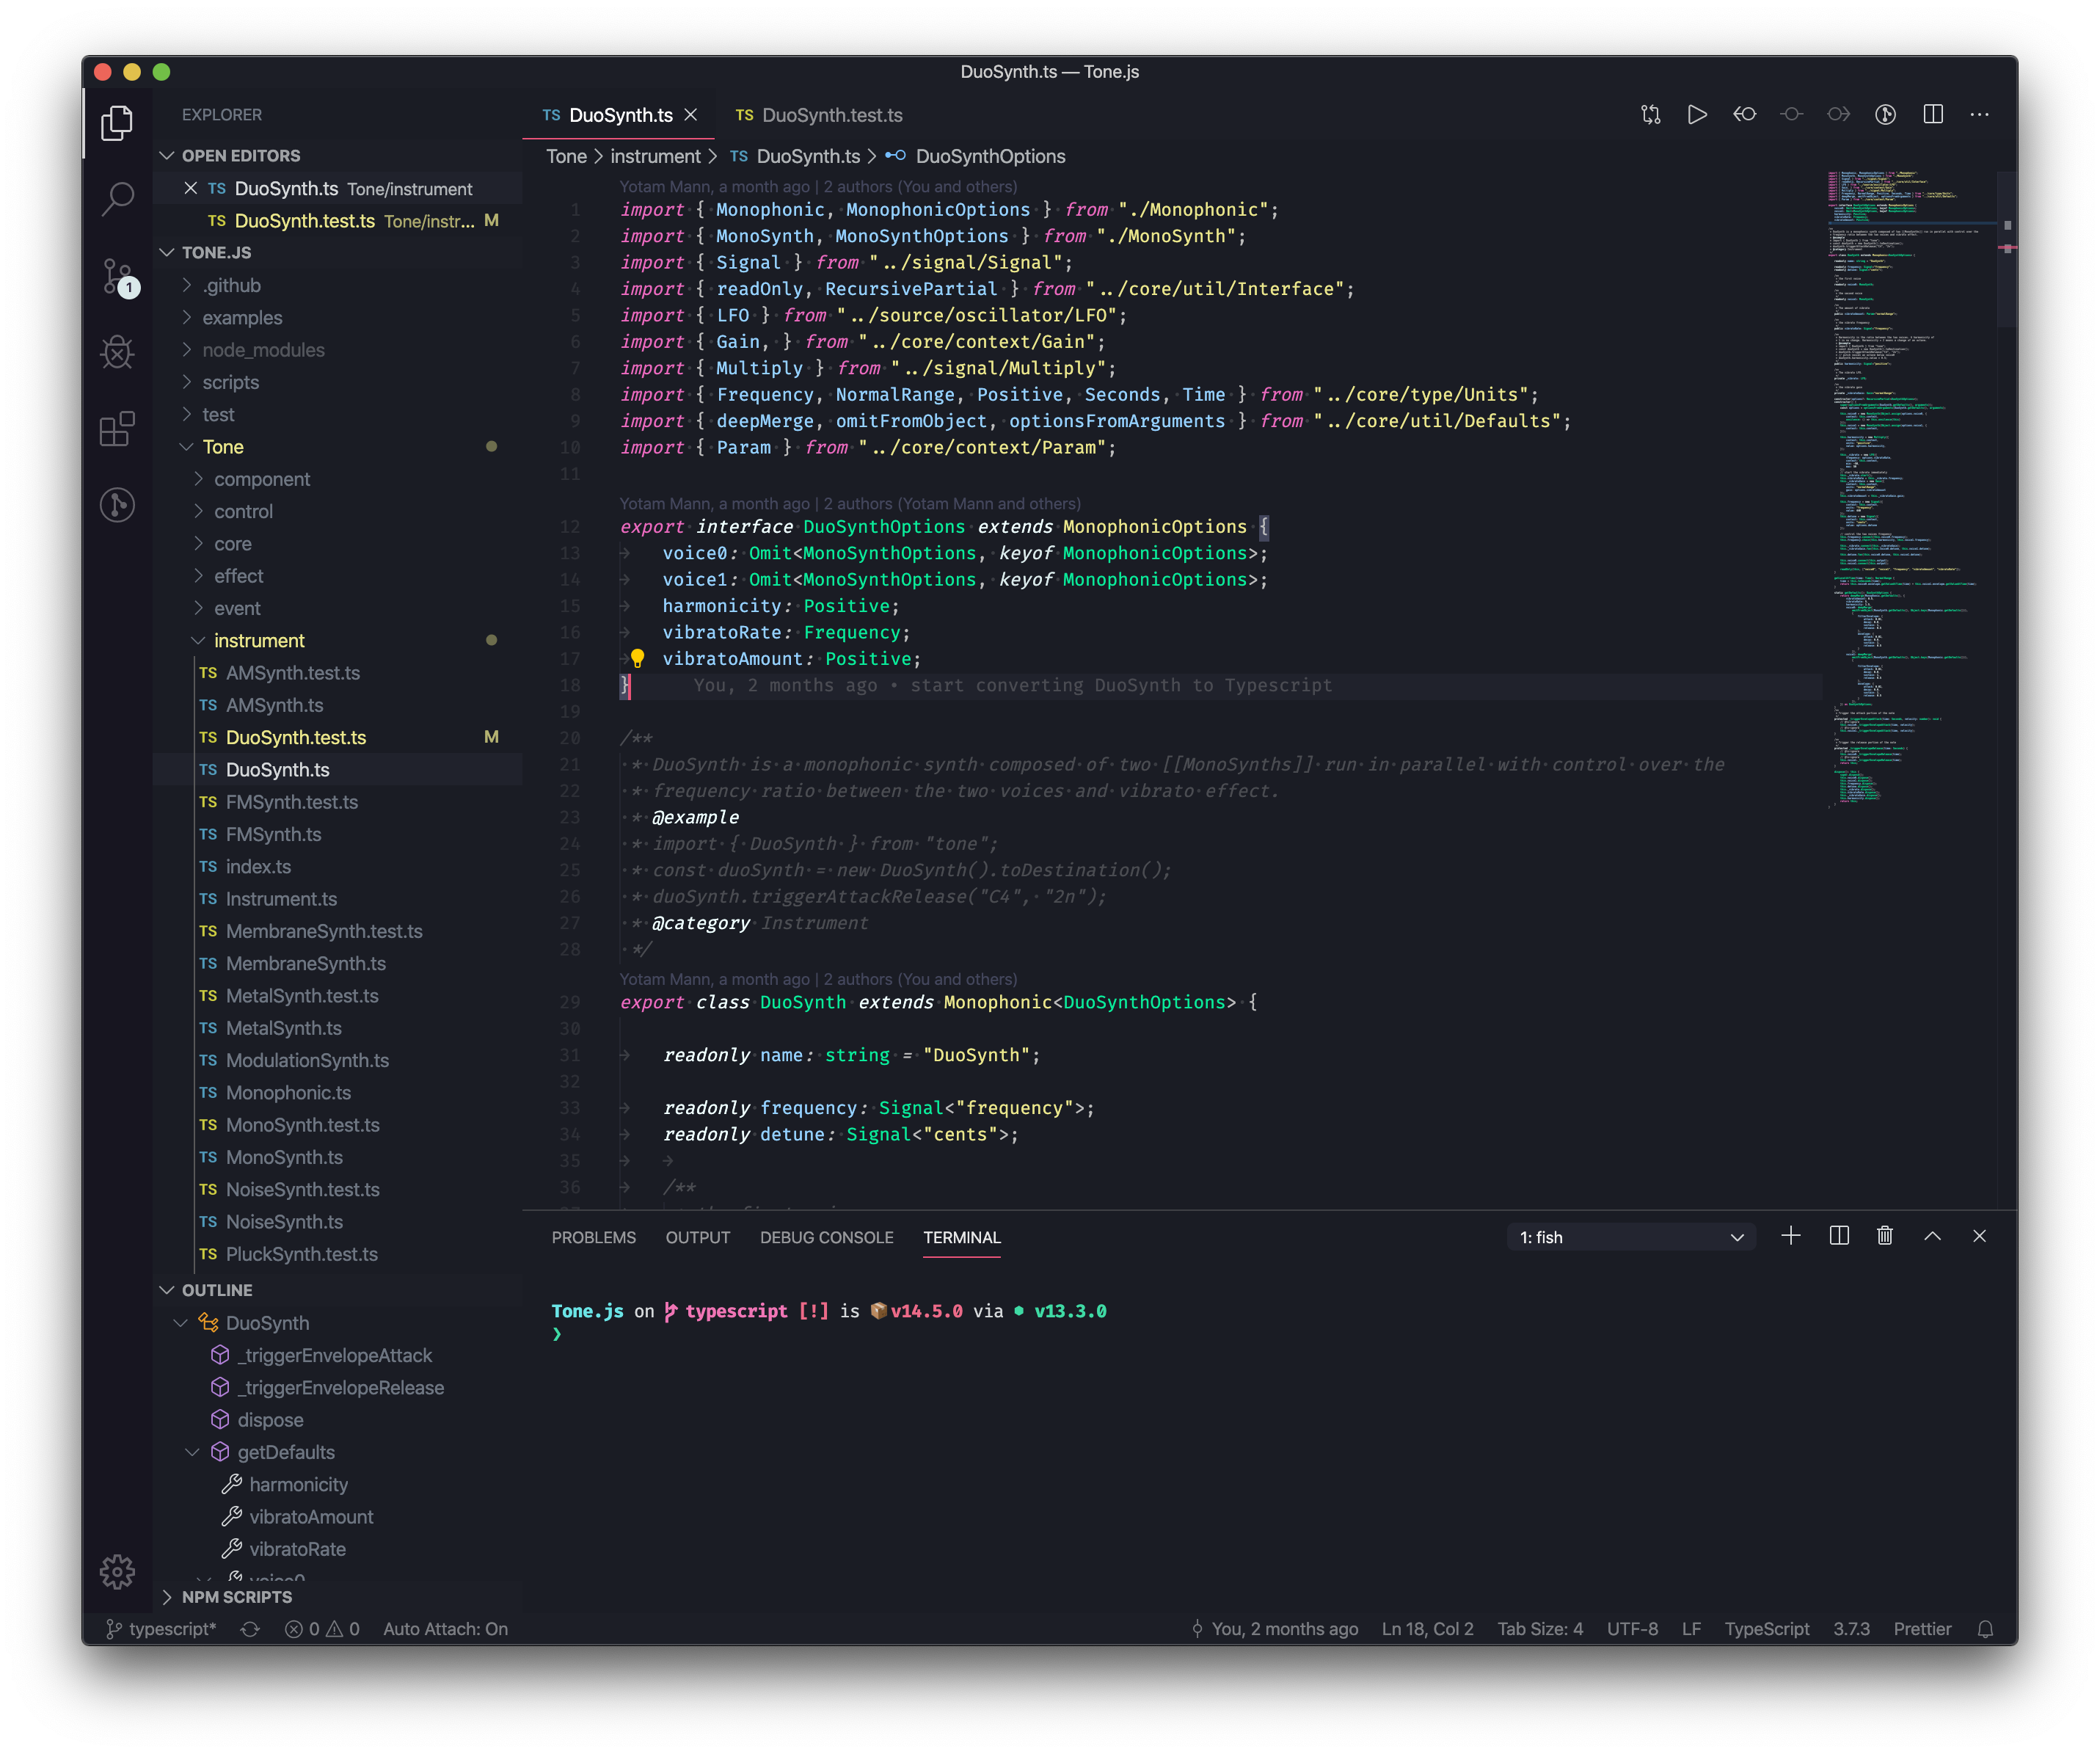 DuoSynth.ts — Tone.js
EXPLORER
OPEN EDITORS
TS DuoSynth.ts Tone/instrument
TS DuoSynth.test.ts Tone/instr... M
TONE.JS
.github
examples
node_modules
scripts
test
Tone
component
control
core
effect
event
instrument
TS AMSynth.test.ts
TS AMSynth.ts
TS DuoSynth.test.ts M
TS DuoSynth.ts
TS FMSynth.test.ts
TS FMSynth.ts
TS index.ts
TS Instrument.ts
TS MembraneSynth.test.ts
TS MembraneSynth.ts
TS MetalSynth.test.ts
TS MetalSynth.ts
TS ModulationSynth.ts
TS Monophonic.ts
TS MonoSynth.test.ts
TS MonoSynth.ts
TS NoiseSynth.test.ts
TS NoiseSynth.ts
TS PluckSynth.test.ts
OUTLINE
DuoSynth
_triggerEnvelopeAttack
_triggerEnvelopeRelease
dispose
getDefaults
harmonicity
vibratoAmount
vibratoRate
voice0
NPM SCRIPTS
1
TS DuoSynth.ts
TS DuoSynth.test.ts
Tone > instrument > TS DuoSynth.ts > DuoSynthOptions
Yotam Mann, a month ago | 2 authors (You and others)
1 import { Monophonic, MonophonicOptions } from "./Monophonic";
2 import { MonoSynth, MonoSynthOptions } from "./MonoSynth";
3 import { Signal } from "../signal/Signal";
4 import { readOnly, RecursivePartial } from "../core/util/Interface";
5 import { LFO } from "../source/oscillator/LFO";
6 import { Gain, } from "../core/context/Gain";
7 import { Multiply } from "../signal/Multiply";
8 import { Frequency, NormalRange, Positive, Seconds, Time } from "../core/type/Units";
9 import { deepMerge, omitFromObject, optionsFromArguments } from "../core/util/Defaults";
10 import { Param } from "../core/context/Param";
11
Yotam Mann, a month ago | 2 authors (Yotam Mann and others)
12 export interface DuoSynthOptions extends MonophonicOptions {
13 voice0: Omit<MonoSynthOptions, keyof MonophonicOptions>;
14 voice1: Omit<MonoSynthOptions, keyof MonophonicOptions>;
15 harmonicity: Positive;
16 vibratoRate: Frequency;
17 vibratoAmount: Positive;
18 } You, 2 months ago • start converting DuoSynth to Typescript
19
20 /**
21 * DuoSynth is a monophonic synth composed of two [[MonoSynths]] run in parallel with control over the
22 * frequency ratio between the two voices and vibrato effect.
23 * @example
24 * import { DuoSynth } from "tone";
25 * const duoSynth = new DuoSynth().toDestination();
26 * duoSynth.triggerAttackRelease("C4", "2n");
27 * @category Instrument
28 */
Yotam Mann, a month ago | 2 authors (You and others)
29 export class DuoSynth extends Monophonic<DuoSynthOptions> {
30
31 readonly name: string = "DuoSynth";
32
33 readonly frequency: Signal<"frequency">;
34 readonly detune: Signal<"cents">;
35
36 /**
PROBLEMS OUTPUT DEBUG CONSOLE TERMINAL 1: fish
Tone.js on typescript [!] is 📦v14.5.0 via ⬢ v13.3.0
❯
typescript* 0 0 Auto Attach: On You, 2 months ago Ln 18, Col 2 Tab Size: 4 UTF-8 LF TypeScript 3.7.3 Prettier